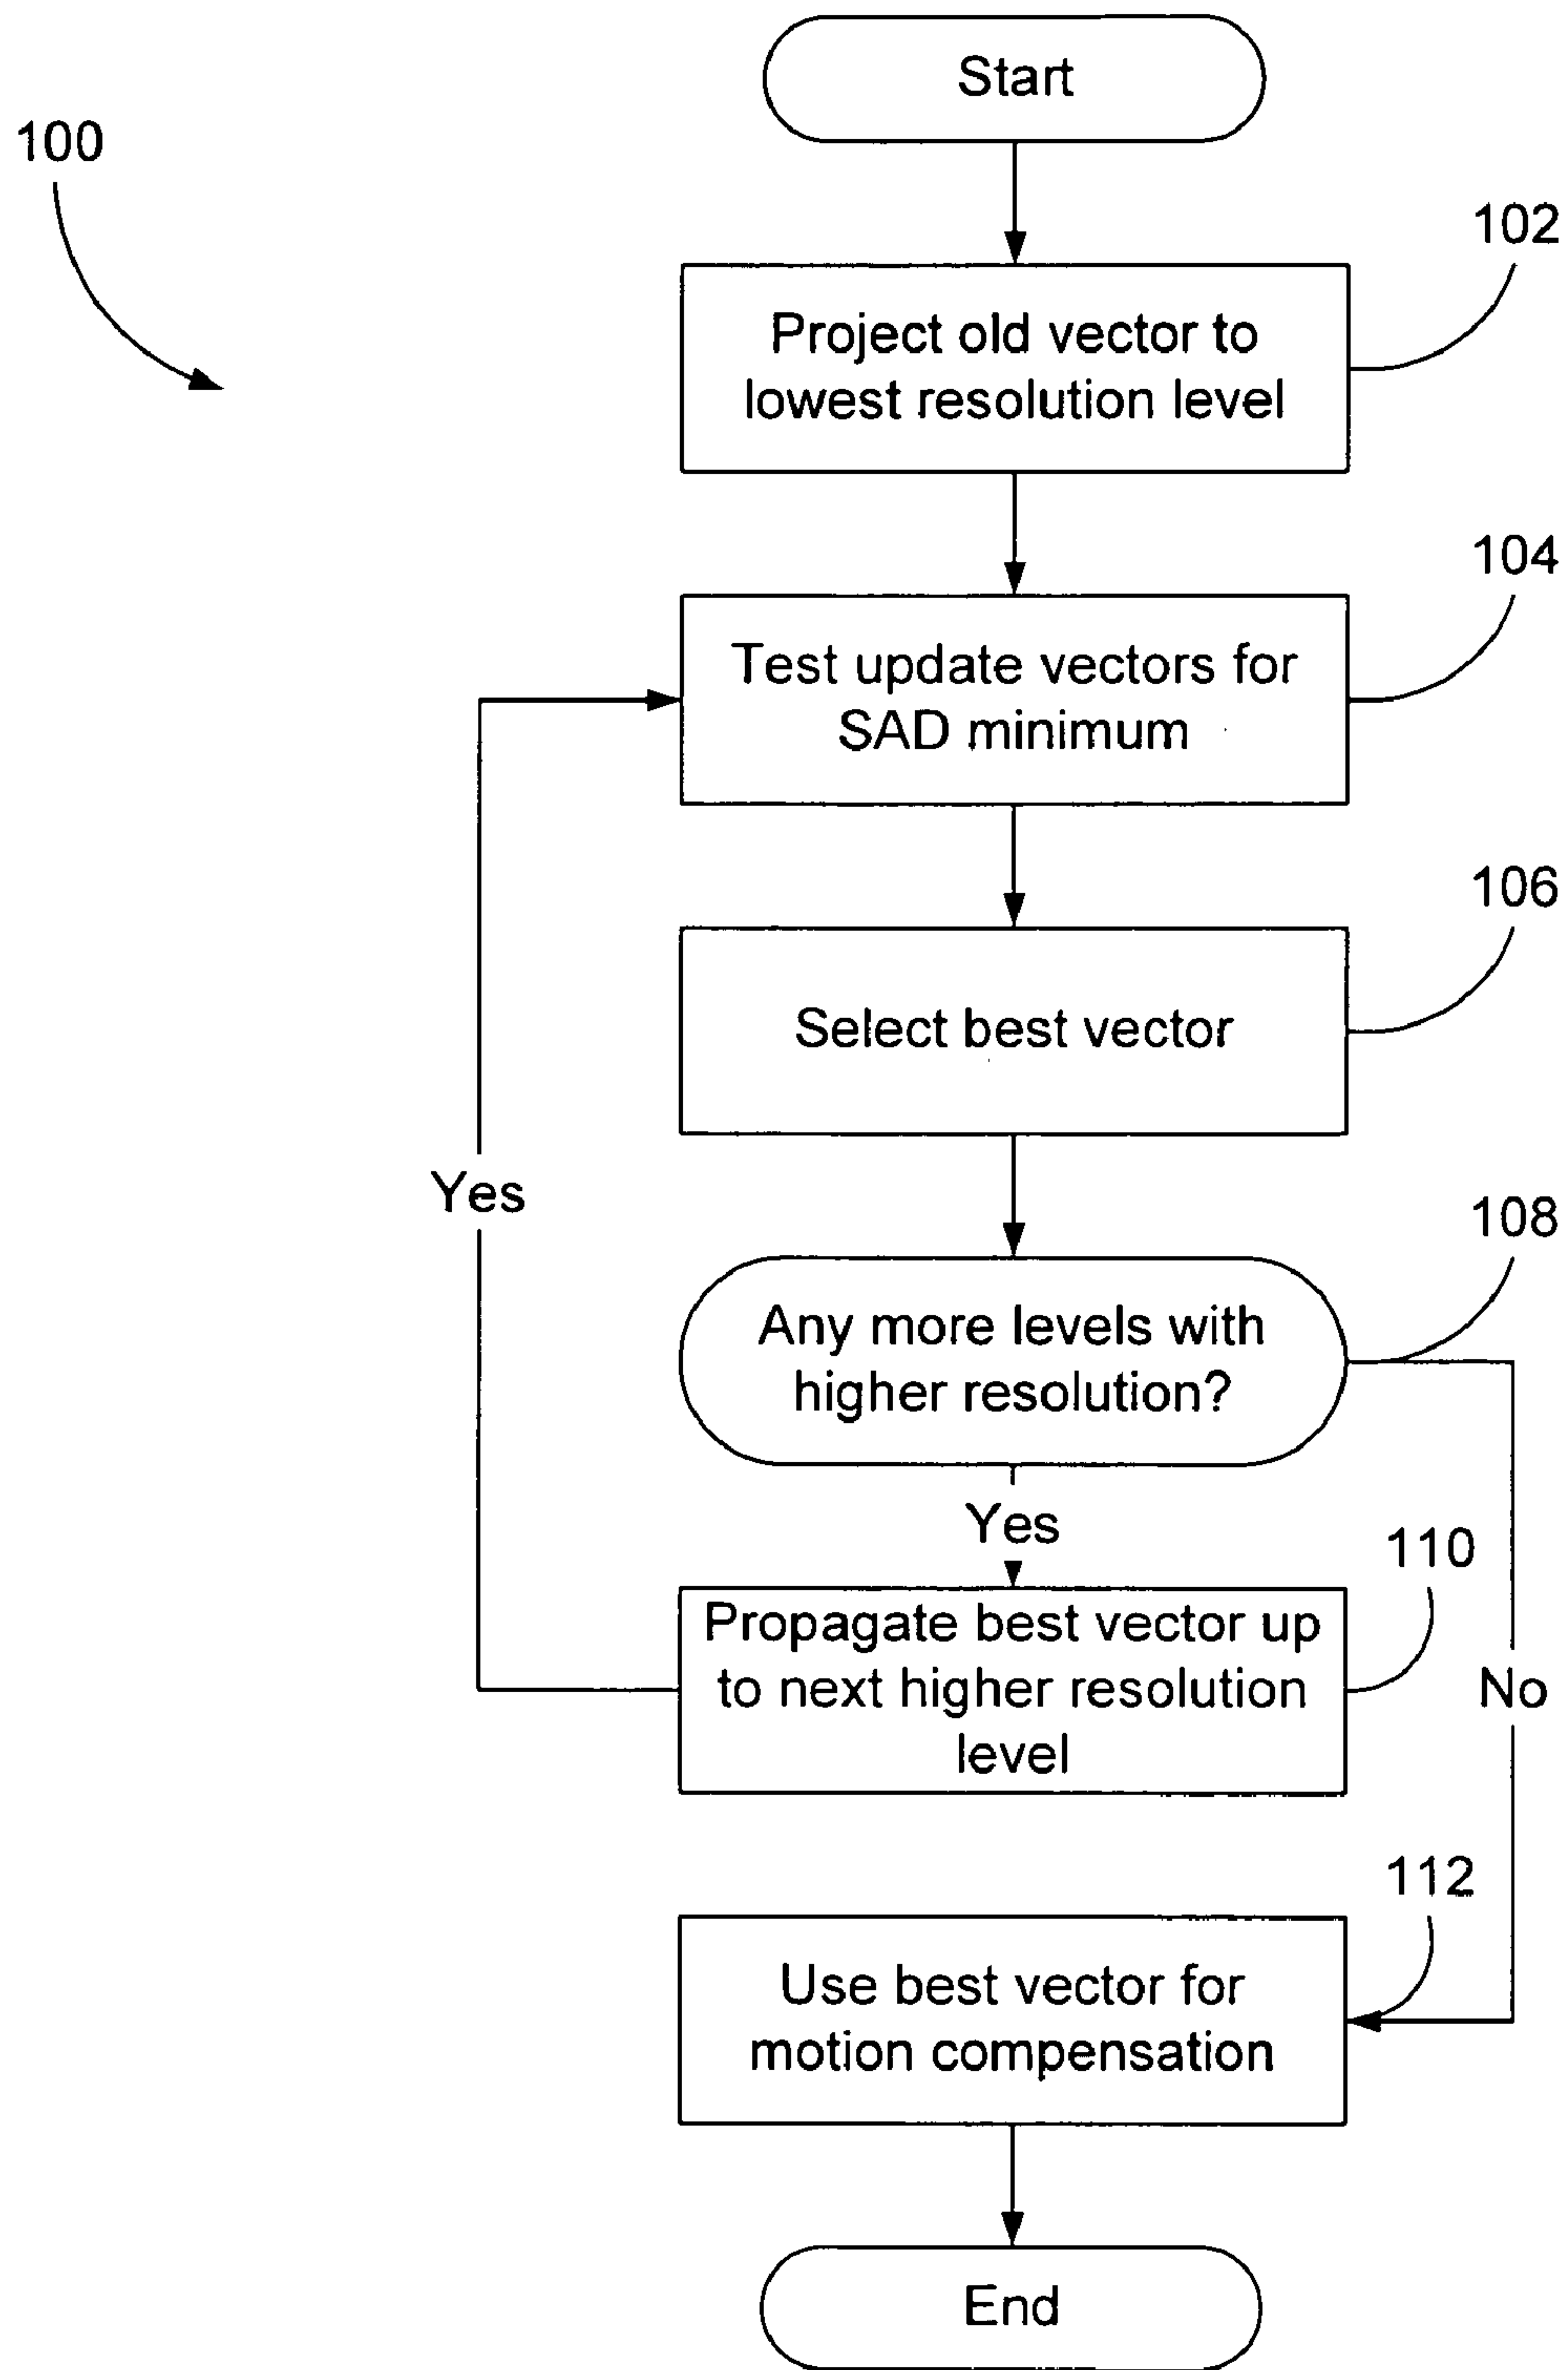 Start
100
102
Project old vector to
lowest resolution level
104
Test update vectors for
SAD minimum
106
Select best vector
Yes
108
Any more levels with
higher resolution?
Yes
110
Propagate best vector up
to next higher resolution
level
No
112
Use best vector for
motion compensation
End